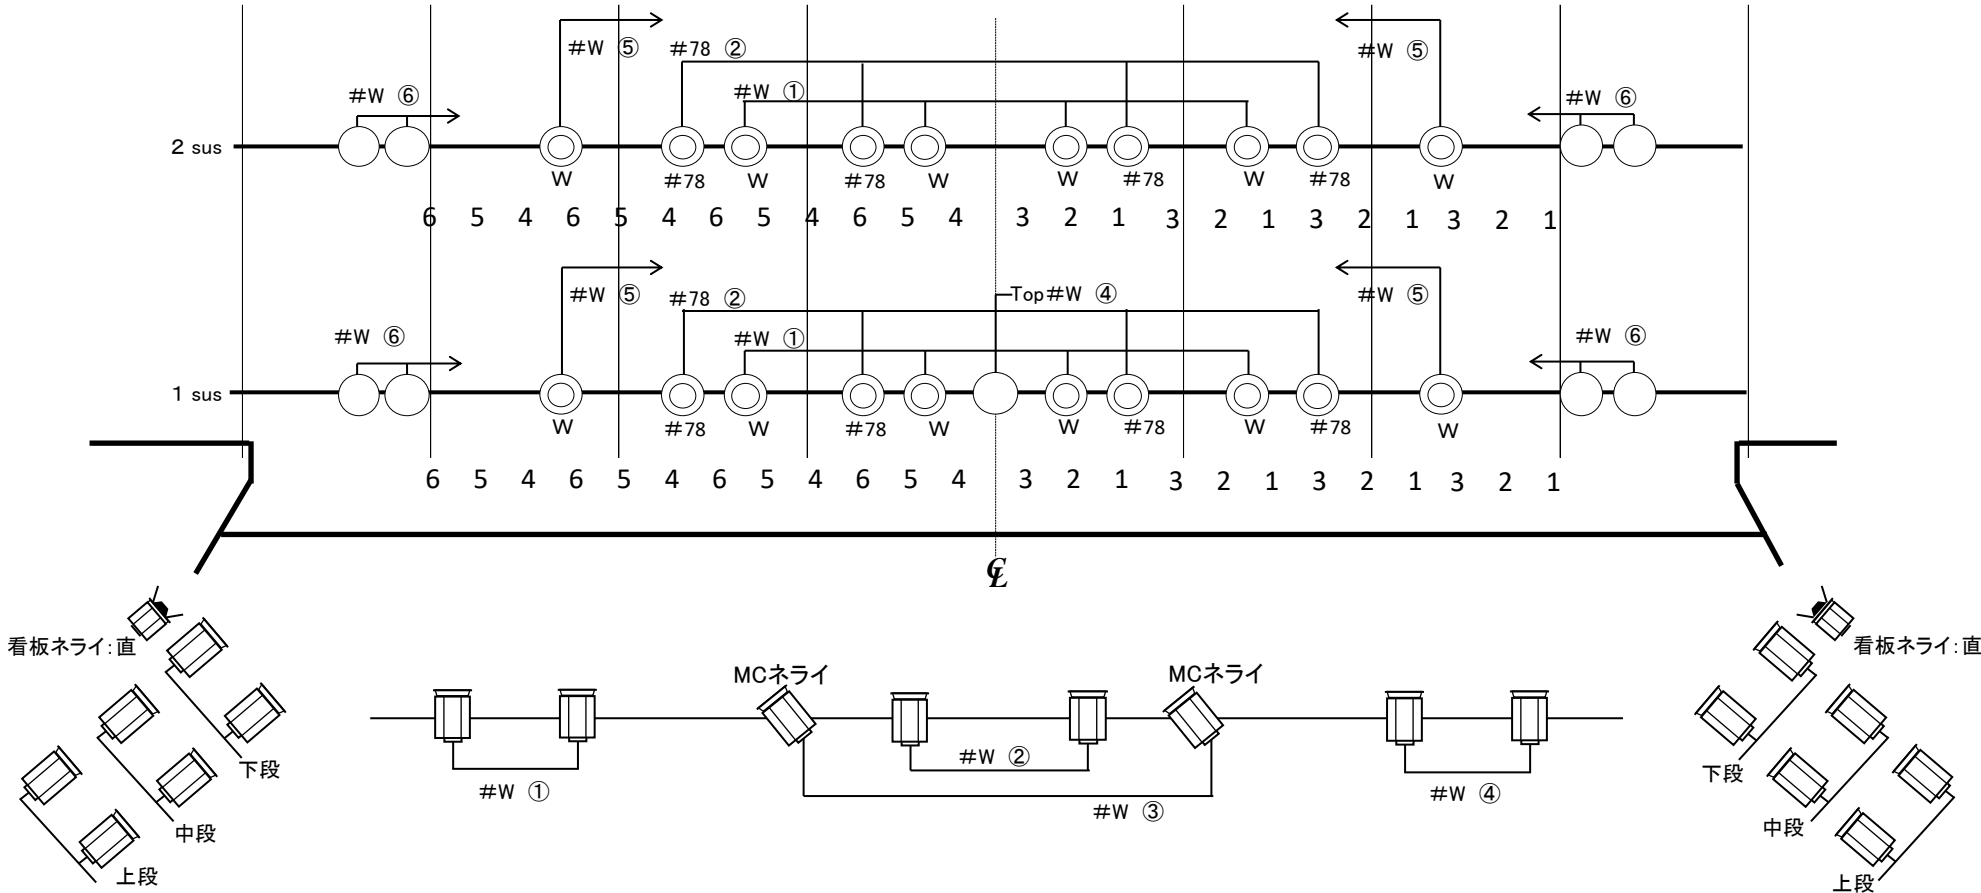 #W ⑤ #78 ② #W ⑤
#W ⑥ #W ① #W ⑥
2 sus
W #78 W #78 W W #78 W #78 W
6 5 4 6 5 4 6 5 4 6 5 4 3 2 1 3 2 1 3 2 1 3 2 1
#W ⑤ #78 ② Top#W ④ #W ⑤
#W ⑥ #W ① #W ⑥
1 sus
W #78 W #78 W W #78 W #78 W
6 5 4 6 5 4 6 5 4 6 5 4 3 2 1 3 2 1 3 2 1 3 2 1
℄
看板ネライ:直 看板ネライ:直
MCネライ MCネライ
下段 #W ① #W ② #W ③ #W ④ 下段
中段 中段
上段 上段